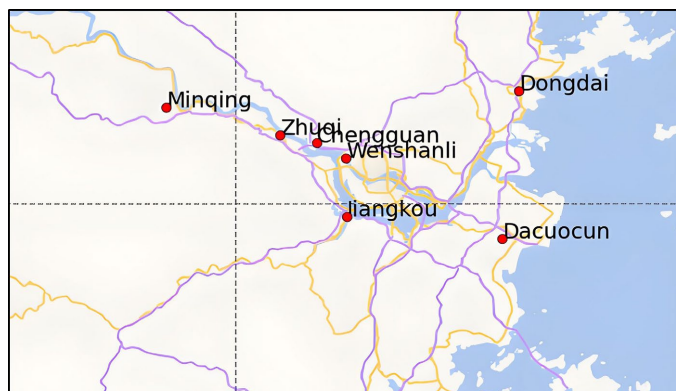 Dongdai
Minqing
Zhuqi
Chengguan
Wenshanli
Jiangkou
Dacuocun